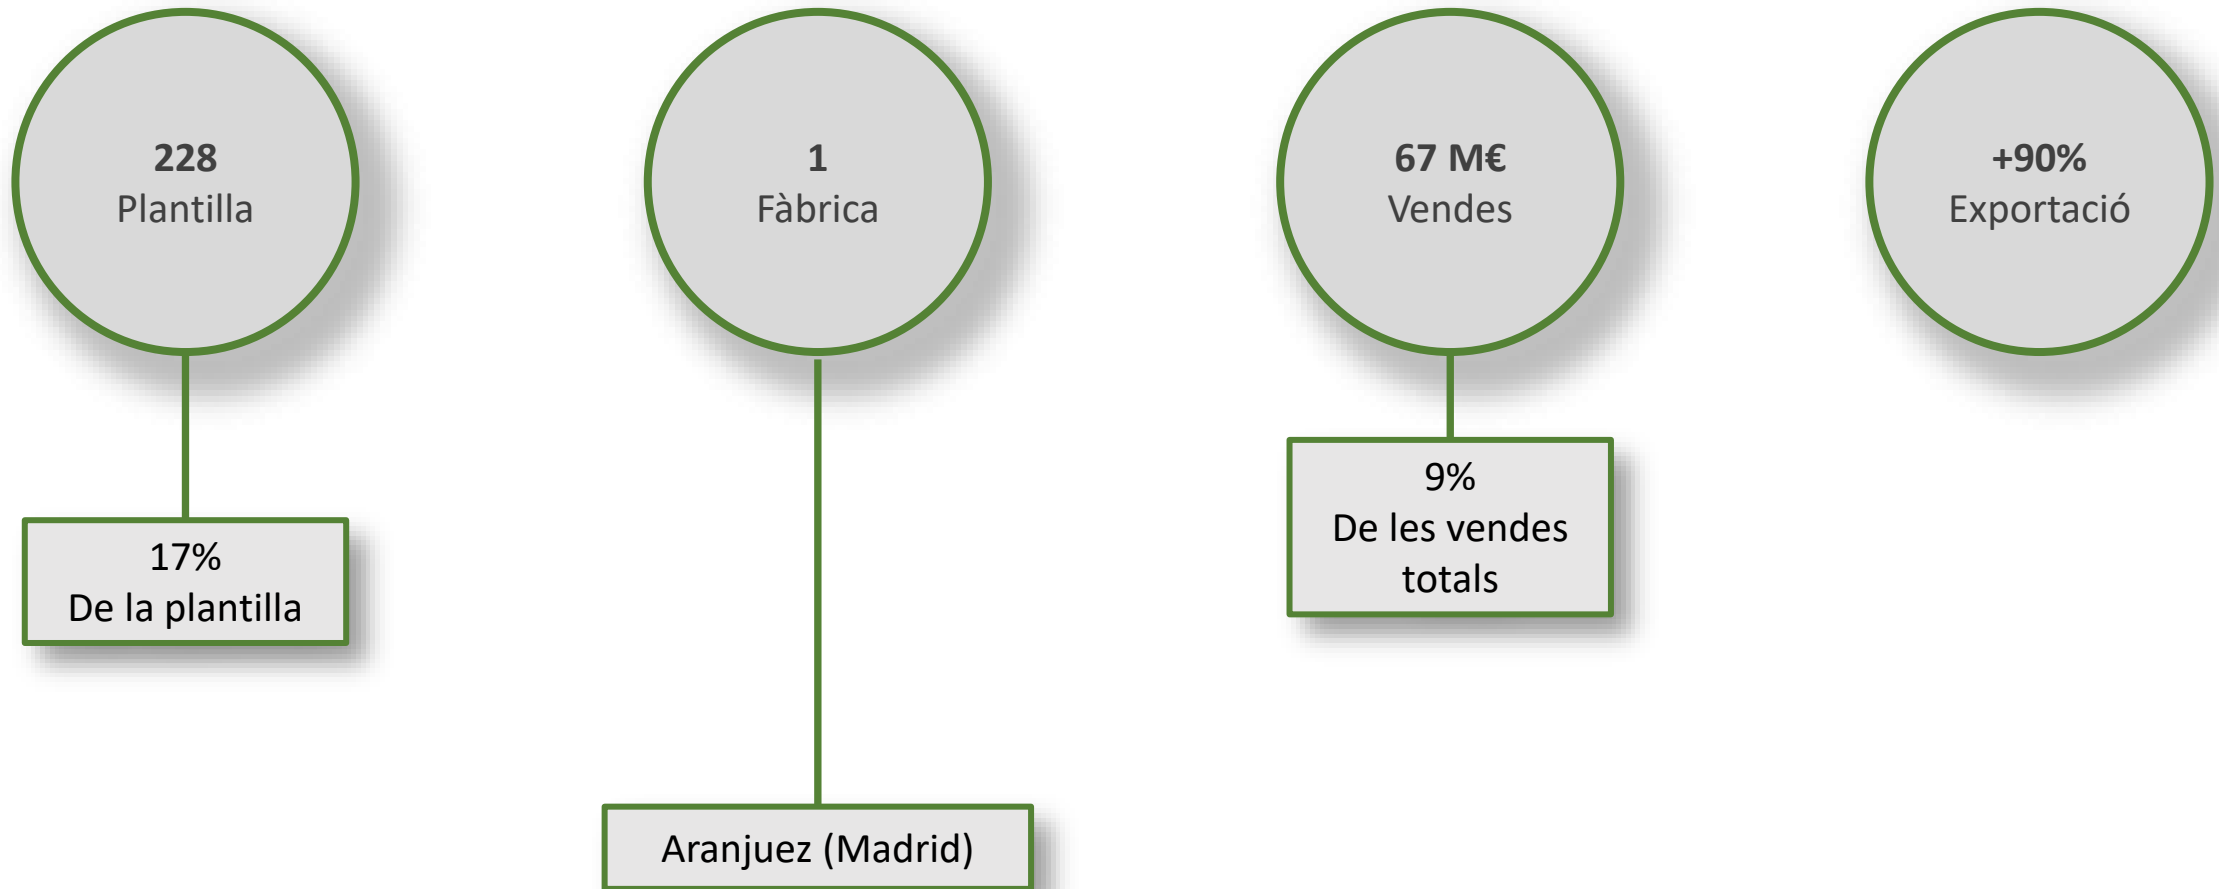 228
Plantilla
1
Fàbrica
67 M€
Vendes
+90%
Exportació
17%
De la plantilla
9%
De les vendes
totals
Aranjuez (Madrid)